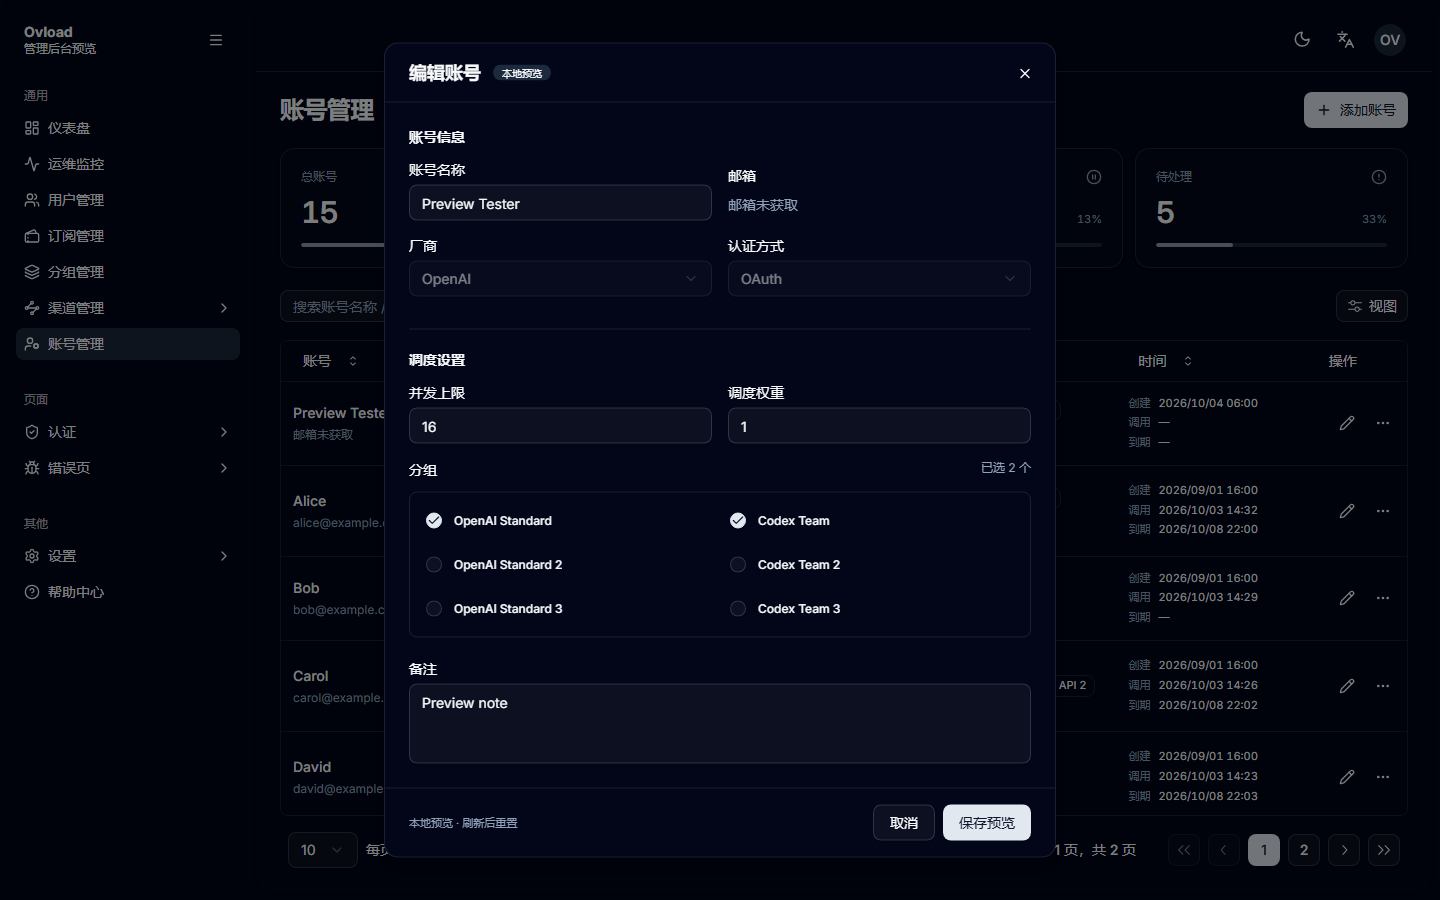 Ovload
管理后台预览
通用
仪表盘
运维监控
用户管理
订阅管理
分组管理
渠道管理
账号管理
页面
认证
错误页
其他
设置
帮助中心
OV
账号管理
添加账号
总账号
15
13%
待处理
5
33%
搜索账号名称 /
视图
账号
时间
操作
Preview Teste
邮箱未获取
创建 2026/10/04 06:00
调用 —
到期 —
Alice
alice@example.
创建 2026/09/01 16:00
调用 2026/10/03 14:32
到期 2026/10/08 22:00
Bob
bob@example.c
创建 2026/09/01 16:00
调用 2026/10/03 14:29
到期 —
Carol
carol@example.
API 2
创建 2026/09/01 16:00
调用 2026/10/03 14:26
到期 2026/10/08 22:02
David
david@example
创建 2026/09/01 16:00
调用 2026/10/03 14:23
到期 2026/10/08 22:03
10
每页
1 页，共 2 页
1
2
编辑账号
本地预览
账号信息
账号名称
Preview Tester
邮箱
邮箱未获取
厂商
OpenAI
认证方式
OAuth
调度设置
并发上限
16
调度权重
1
分组
已选 2 个
OpenAI Standard
Codex Team
OpenAI Standard 2
Codex Team 2
OpenAI Standard 3
Codex Team 3
备注
Preview note
本地预览 · 刷新后重置
取消
保存预览